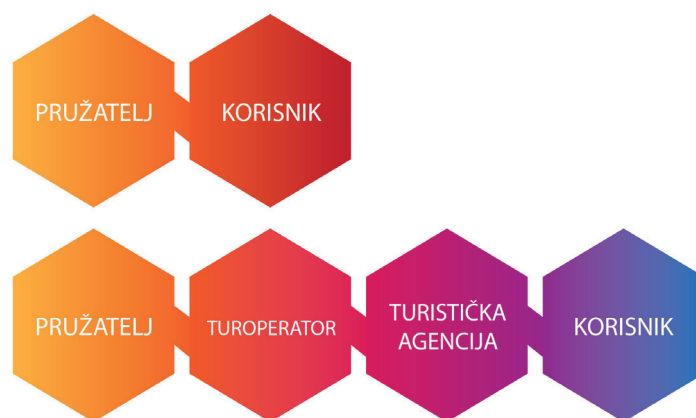 PRUŽATELJ
KORISNIK
PRUŽATELJ
TUROPERATOR
TURISTIČKA
AGENCIJA
KORISNIK